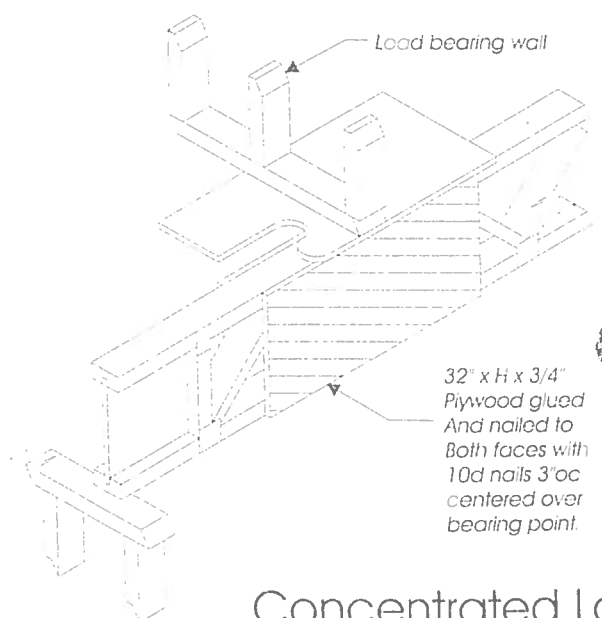 Load bearing wall
32" x H x 3/4"
Plywood glued
And nailed to
Both faces with
10d nails 3"oc
centered over
bearing point.
Concentrated